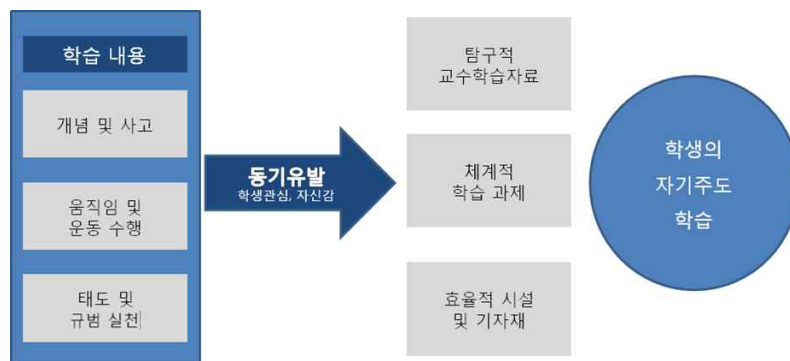 학습 내용
개념 및 사고
움직임 및
운동 수행
태도 및
규범 실천
동기유발
학생관심, 자신감
탐구적
교수학습자료
체계적
학습 과제
효율적 시설
및 기자재
학생의
자기주도
학습